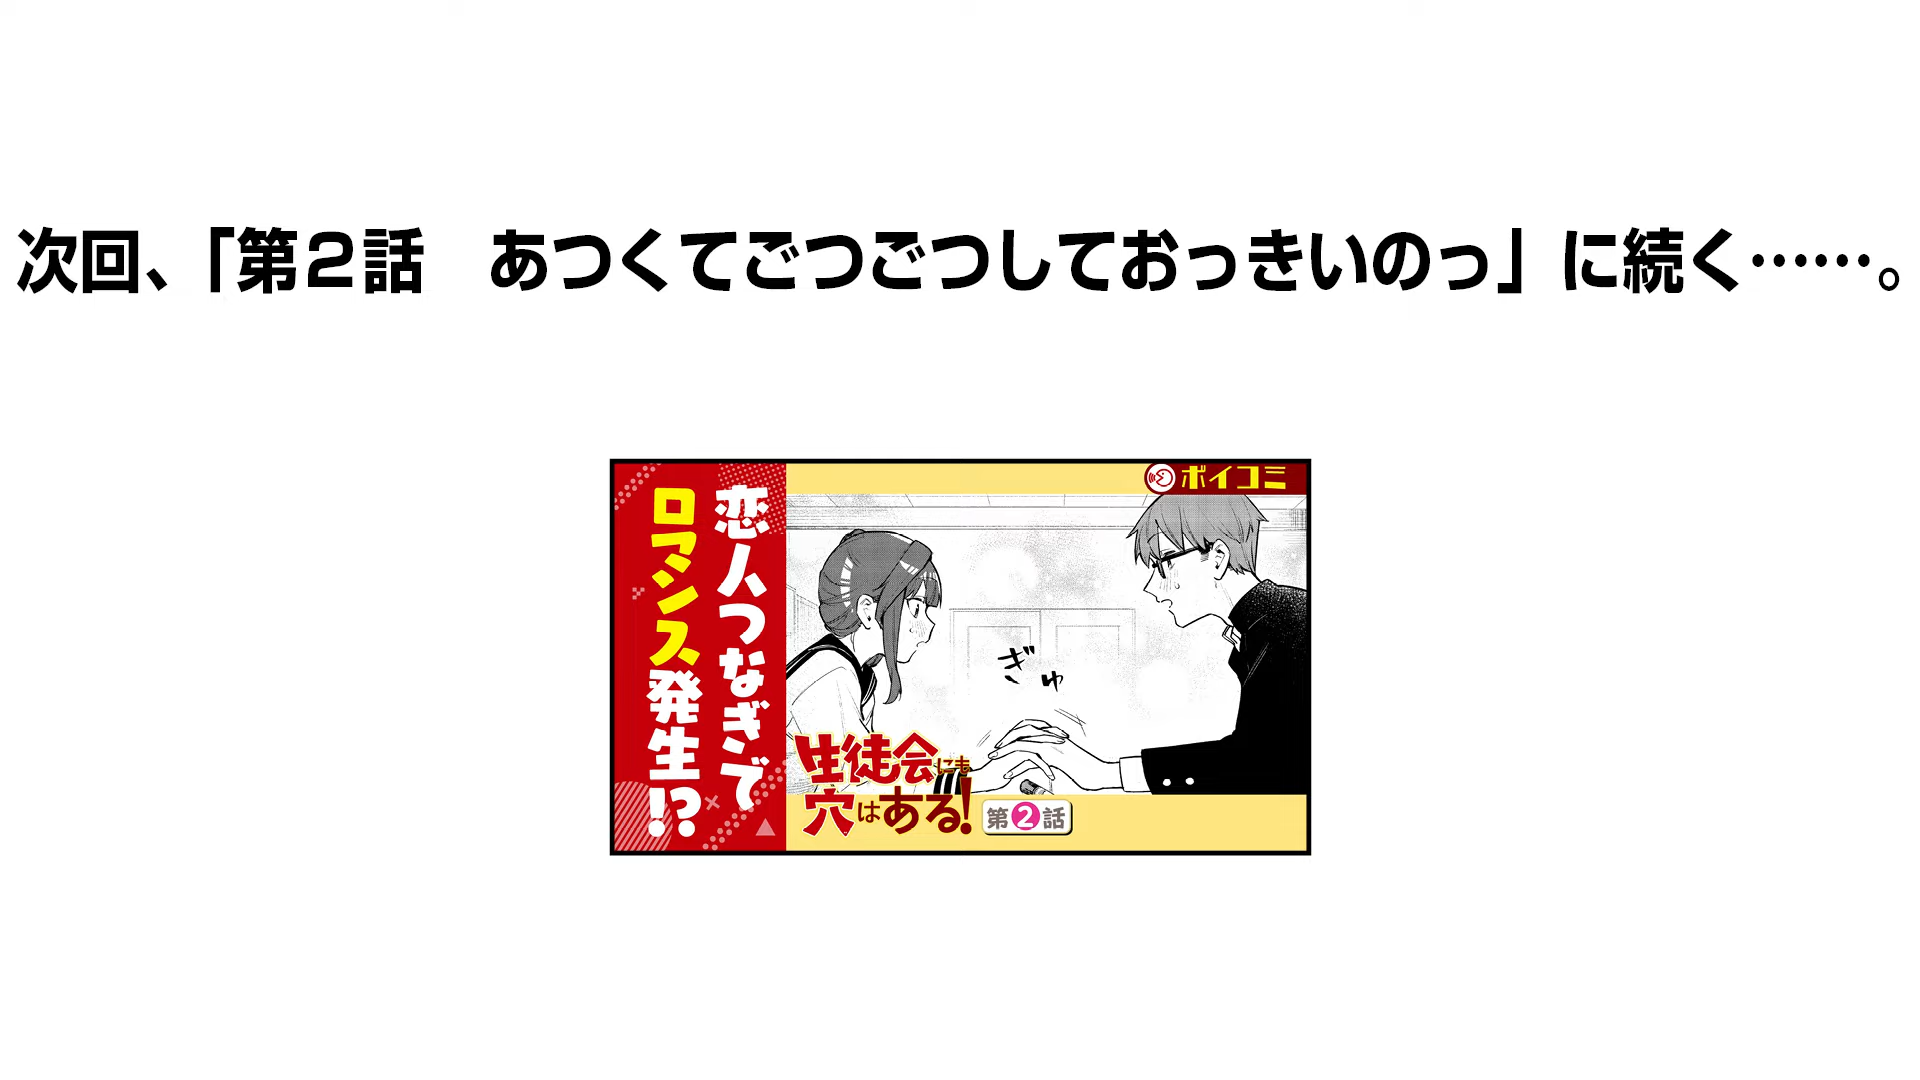 次回、「第２話　あつくてごつごつしておっきいのっ」に続く……。
ボイコミ
恋人つなぎで
ロマンス発生!?
ぎゅ
生徒会にも
穴はある!
第2話